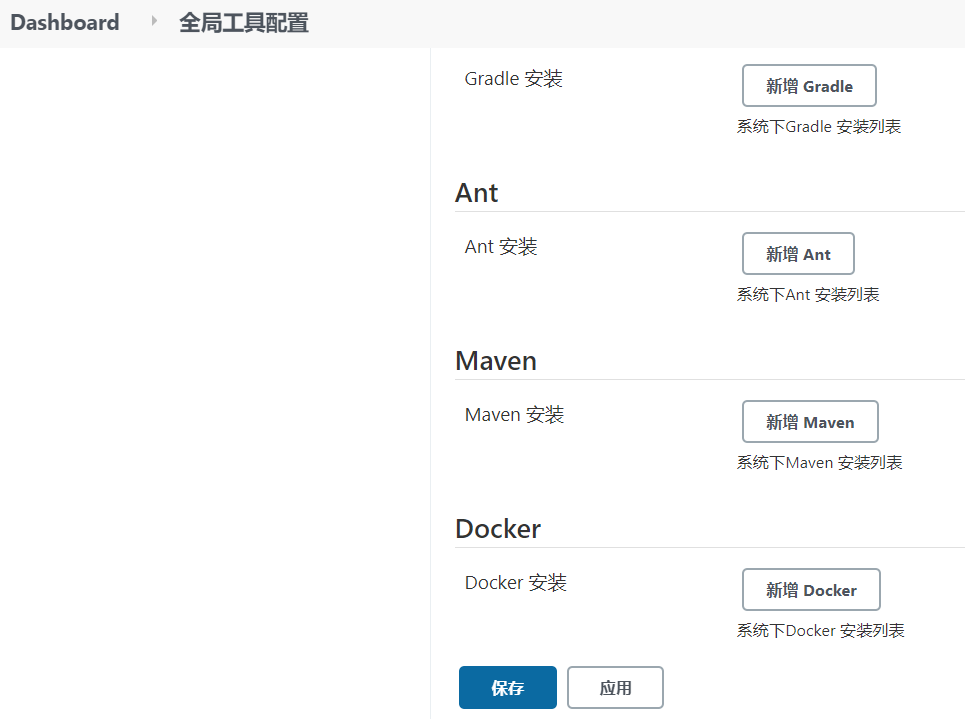 Dashboard 全局工具配置
Gradle 安装
新增 Gradle
系统下Gradle 安装列表
Ant
Ant 安装
新增 Ant
系统下Ant 安装列表
Maven
Maven 安装
新增 Maven
系统下Maven 安装列表
Docker
Docker 安装
新增 Docker
系统下Docker 安装列表
保存 应用